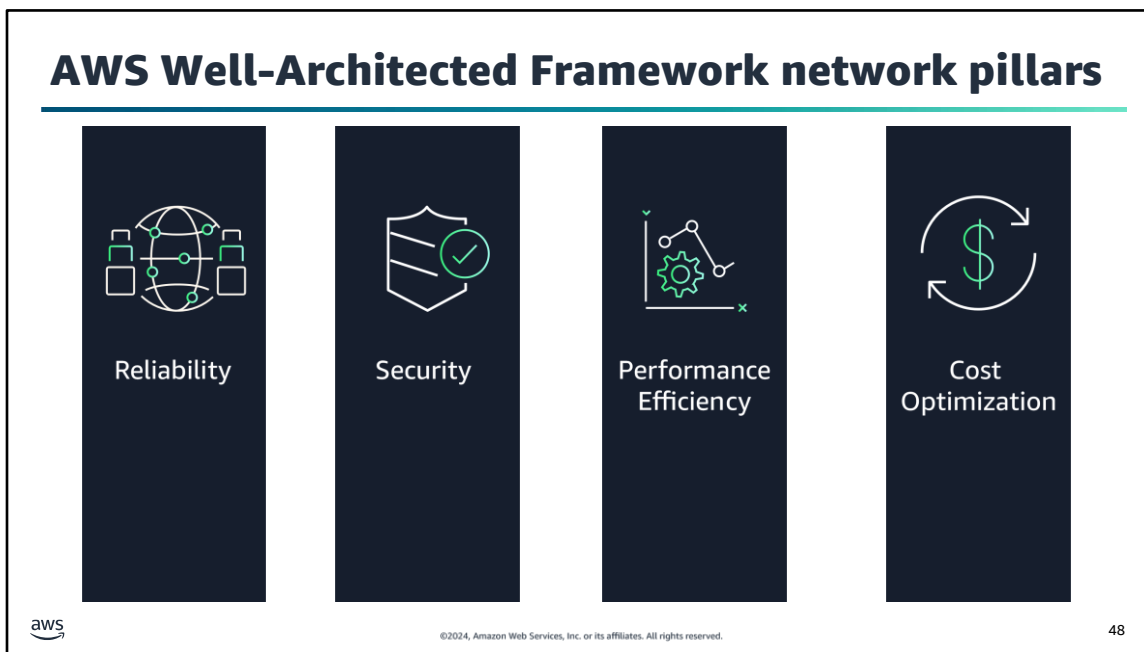 AWS Well-Architected Framework network pillars
Reliability
Security
Performance
Efficiency
Cost
Optimization
aws
©2024, Amazon Web Services, Inc. or its affiliates. All rights reserved.
48